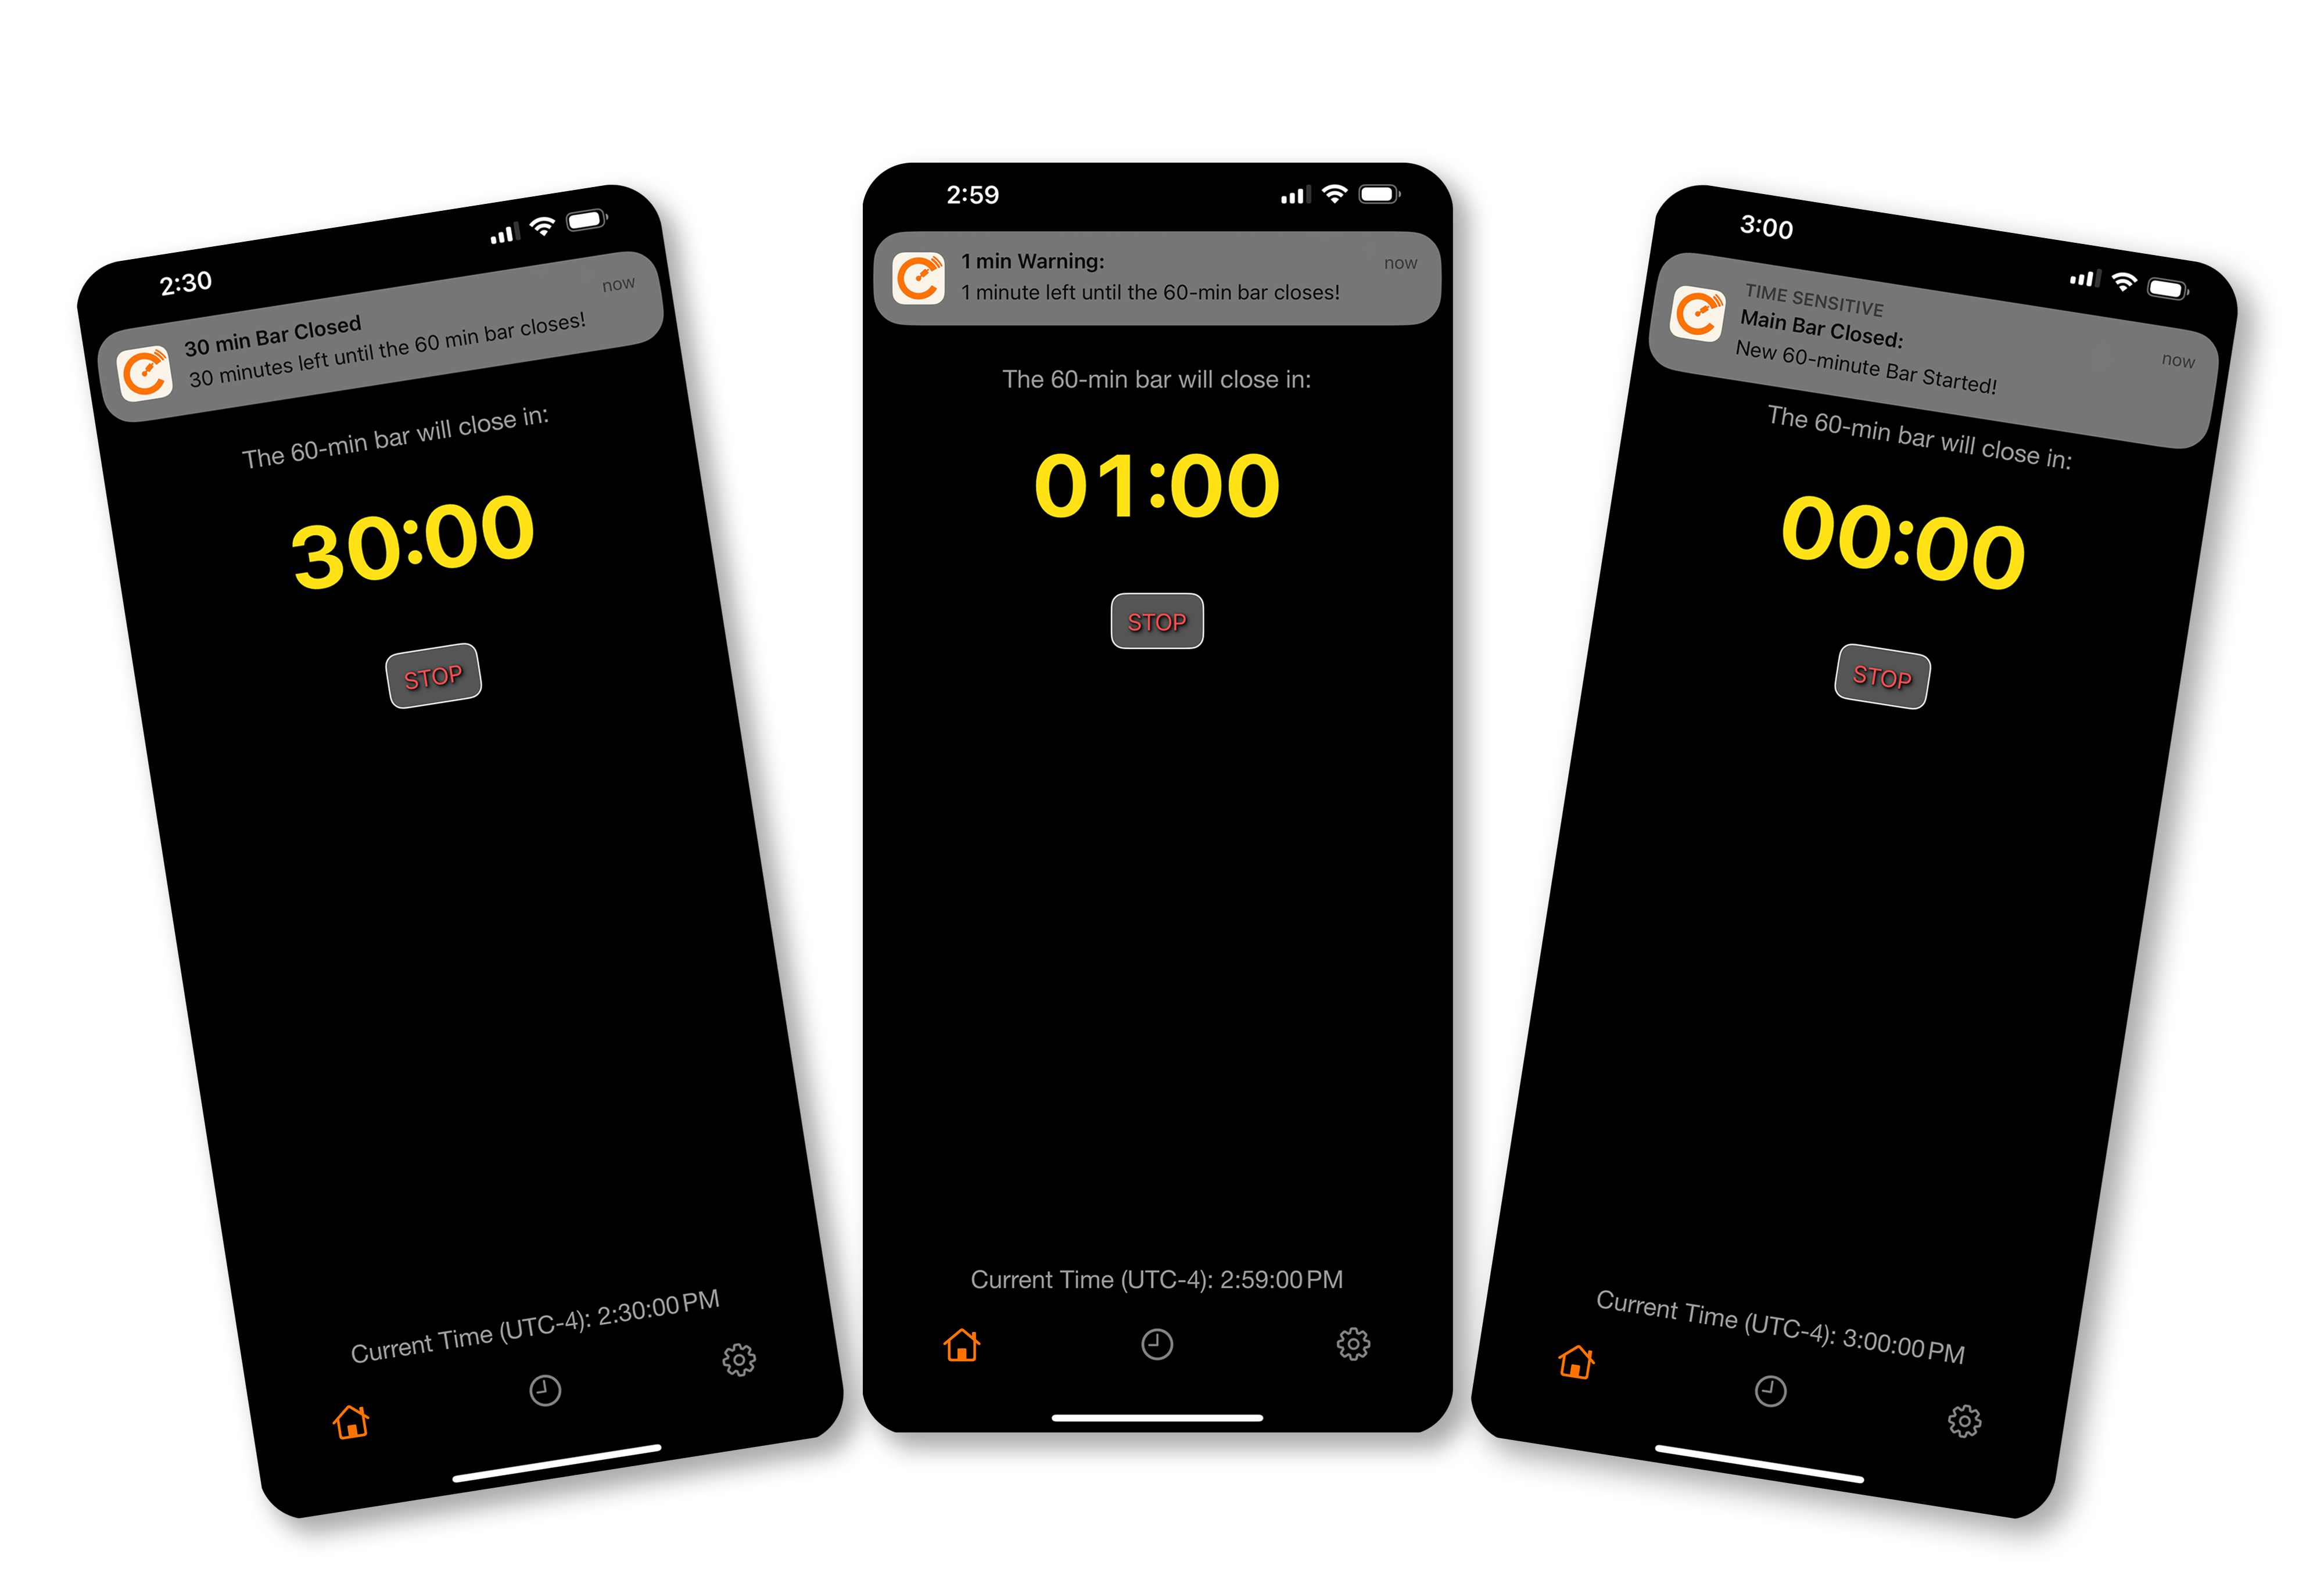 2:30
30 min Bar Closed
now
30 minutes left until the 60 min bar closes!
The 60-min bar will close in:
30:00
STOP
Current Time (UTC-4): 2:30:00 PM
2:59
1 min Warning:
now
1 minute left until the 60-min bar closes!
The 60-min bar will close in:
01:00
STOP
Current Time (UTC-4): 2:59:00 PM
3:00
TIME SENSITIVE
Main Bar Closed:
now
New 60-minute Bar Started!
The 60-min bar will close in:
00:00
STOP
Current Time (UTC-4): 3:00:00 PM